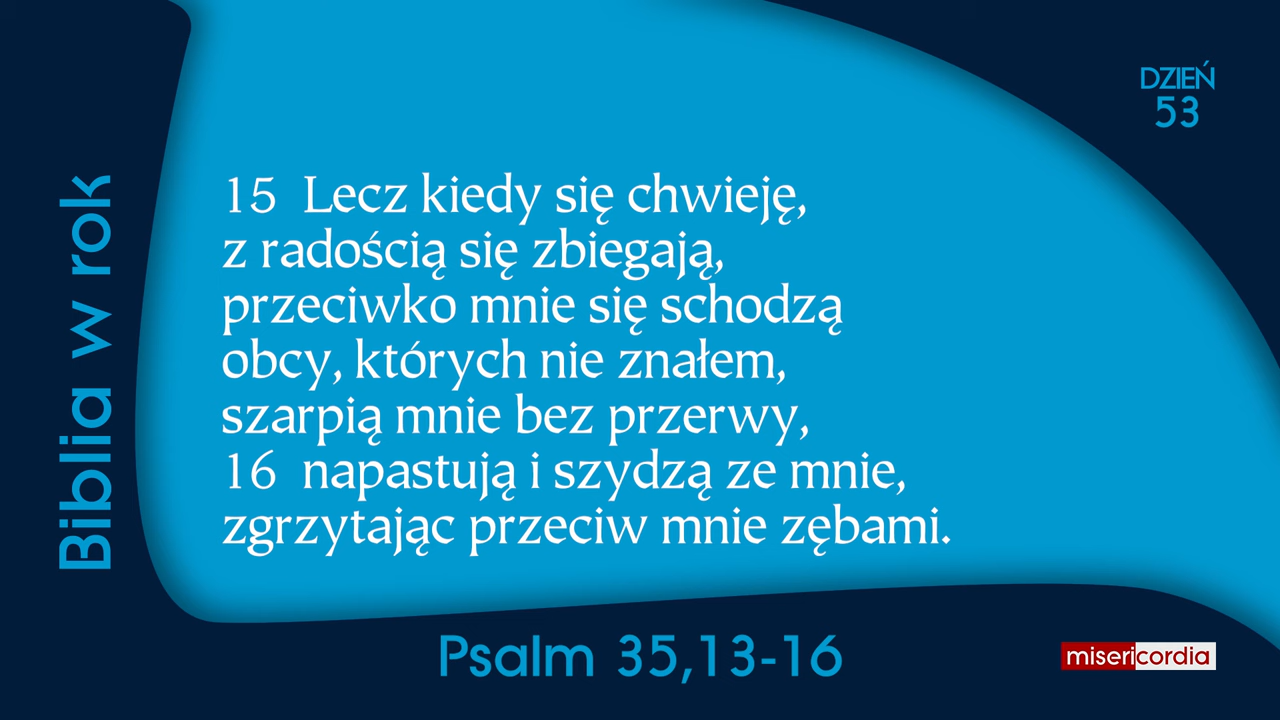 DZIEŃ
53
Biblia w rok
15 Lecz kiedy się chwieję,
z radością się zbiegają,
przeciwko mnie się schodzą
obcy, których nie znałem,
szarpią mnie bez przerwy,
16 napastują i szydzą ze mnie,
zgrzytając przeciw mnie zębami.
Psalm 35,13-16
misericordia